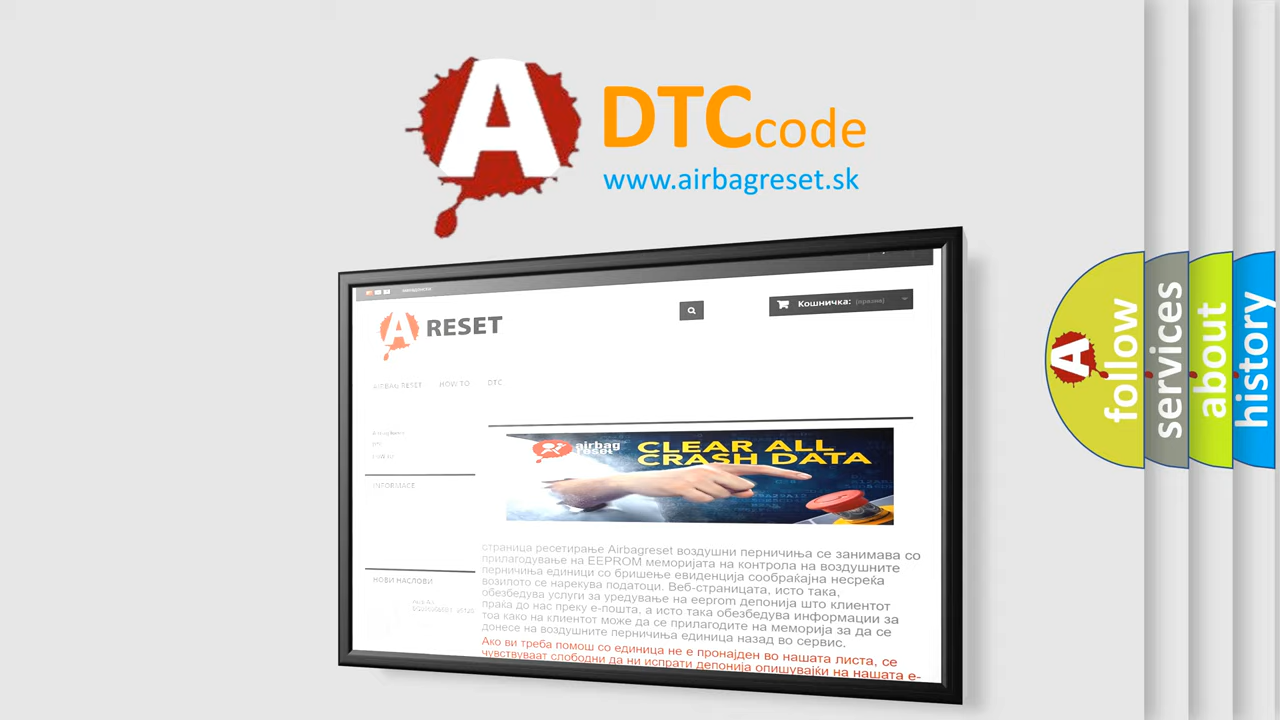 A DTCcode
www.airbagreset.sk
Кошничка: (празна)
A RESET
AIRBAG RESET HOW TO DTC
airbag
reset
CLEAR ALL
CRASH DATA
INFORMACE
страница ресетирање Airbagreset воздушни перничиња се занимава со
прилагодување на EEPROM меморијата на контрола на воздушните
перничиња единици со бришење евиденција сообраќајна несреќа
возилото се нарекува податоци. Веб-страницата, исто така,
обезбедува услуги за уредување на eeprom депонија што клиентот
праќа до нас преку е-пошта, а исто така обезбедува информации за
тоа како на клиентот може да се прилагодите на меморија за да се
донесе на воздушните перничиња единица назад во сервис.
Ако ви треба помош со единица не е пронајден во нашата листа, се
чувствуваат слободни да ни испрати депонија опишувајќи на нашата е-
НОВИ НАСЛОВИ
A follow
services
about
history